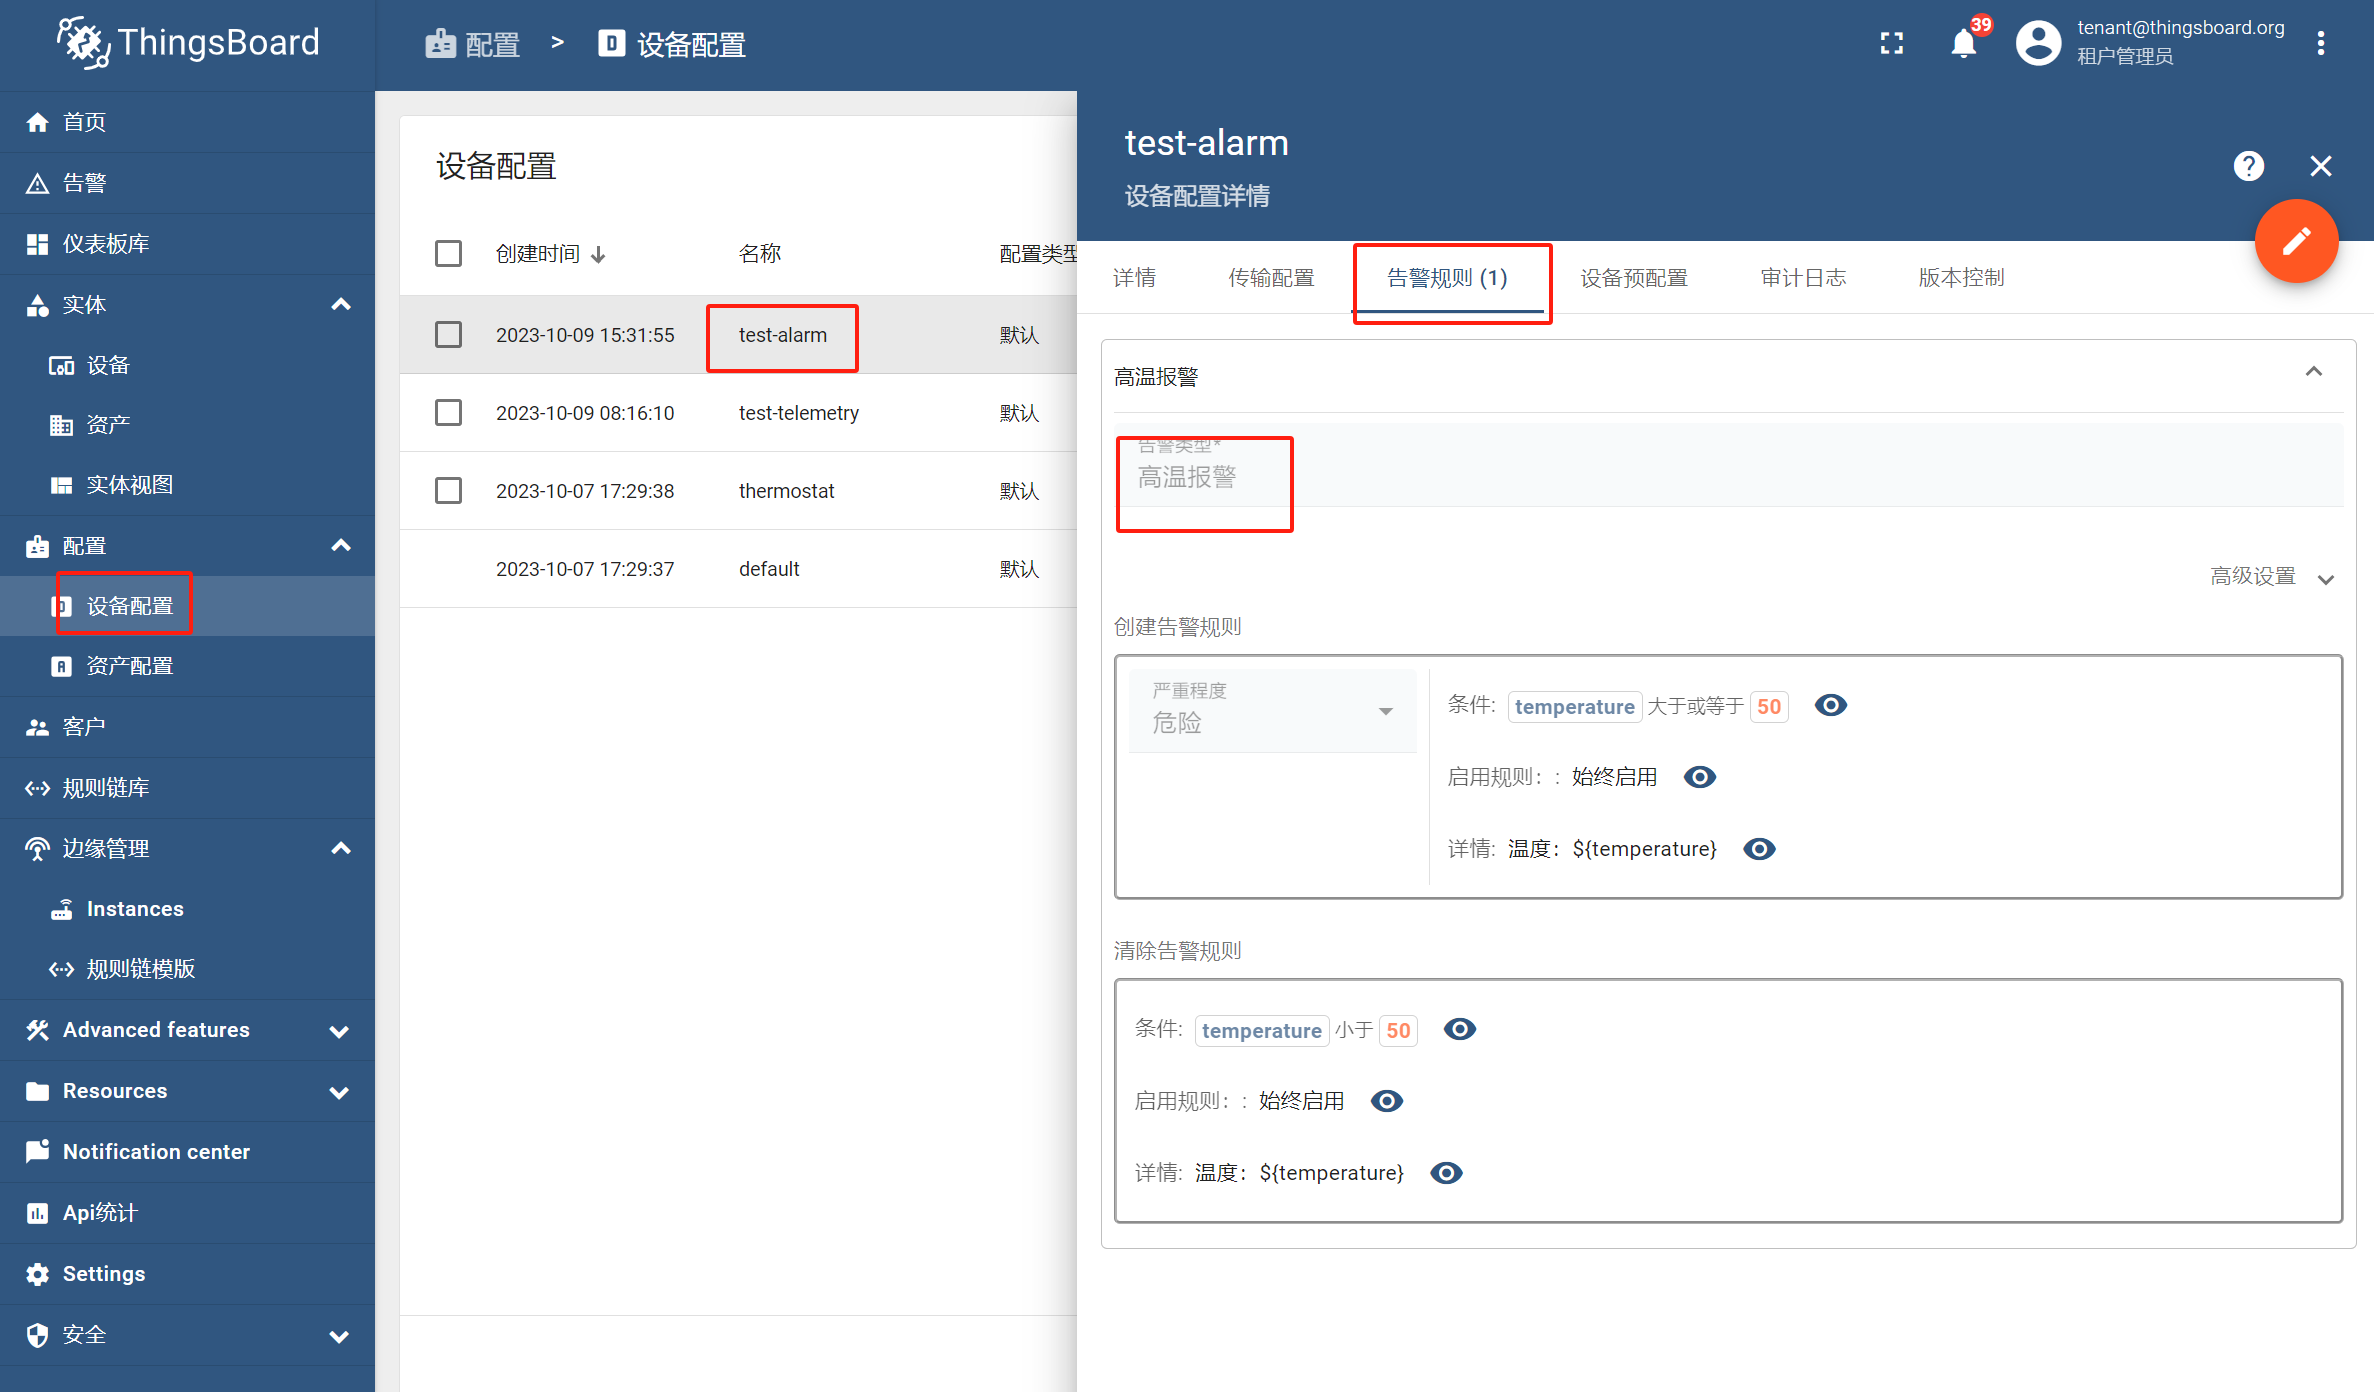 ThingsBoard
配置 > 设备配置
39
tenant@thingsboard.org
租户管理员
首页
告警
仪表板库
实体
设备
资产
实体视图
配置
设备配置
资产配置
客户
规则链库
边缘管理
Instances
规则链模版
Advanced features
Resources
Notification center
Api统计
Settings
安全
设备配置
创建时间 名称 配置类型
2023-10-09 15:31:55 test-alarm 默认
2023-10-09 08:16:10 test-telemetry 默认
2023-10-07 17:29:38 thermostat 默认
2023-10-07 17:29:37 default 默认
test-alarm
设备配置详情
详情 传输配置 告警规则 (1) 设备预配置 审计日志 版本控制
高温报警
告警类型*
高温报警
高级设置
创建告警规则
严重程度
危险
条件: temperature 大于或等于 50
启用规则：: 始终启用
详情: 温度：${temperature}
清除告警规则
条件: temperature 小于 50
启用规则：: 始终启用
详情: 温度：${temperature}